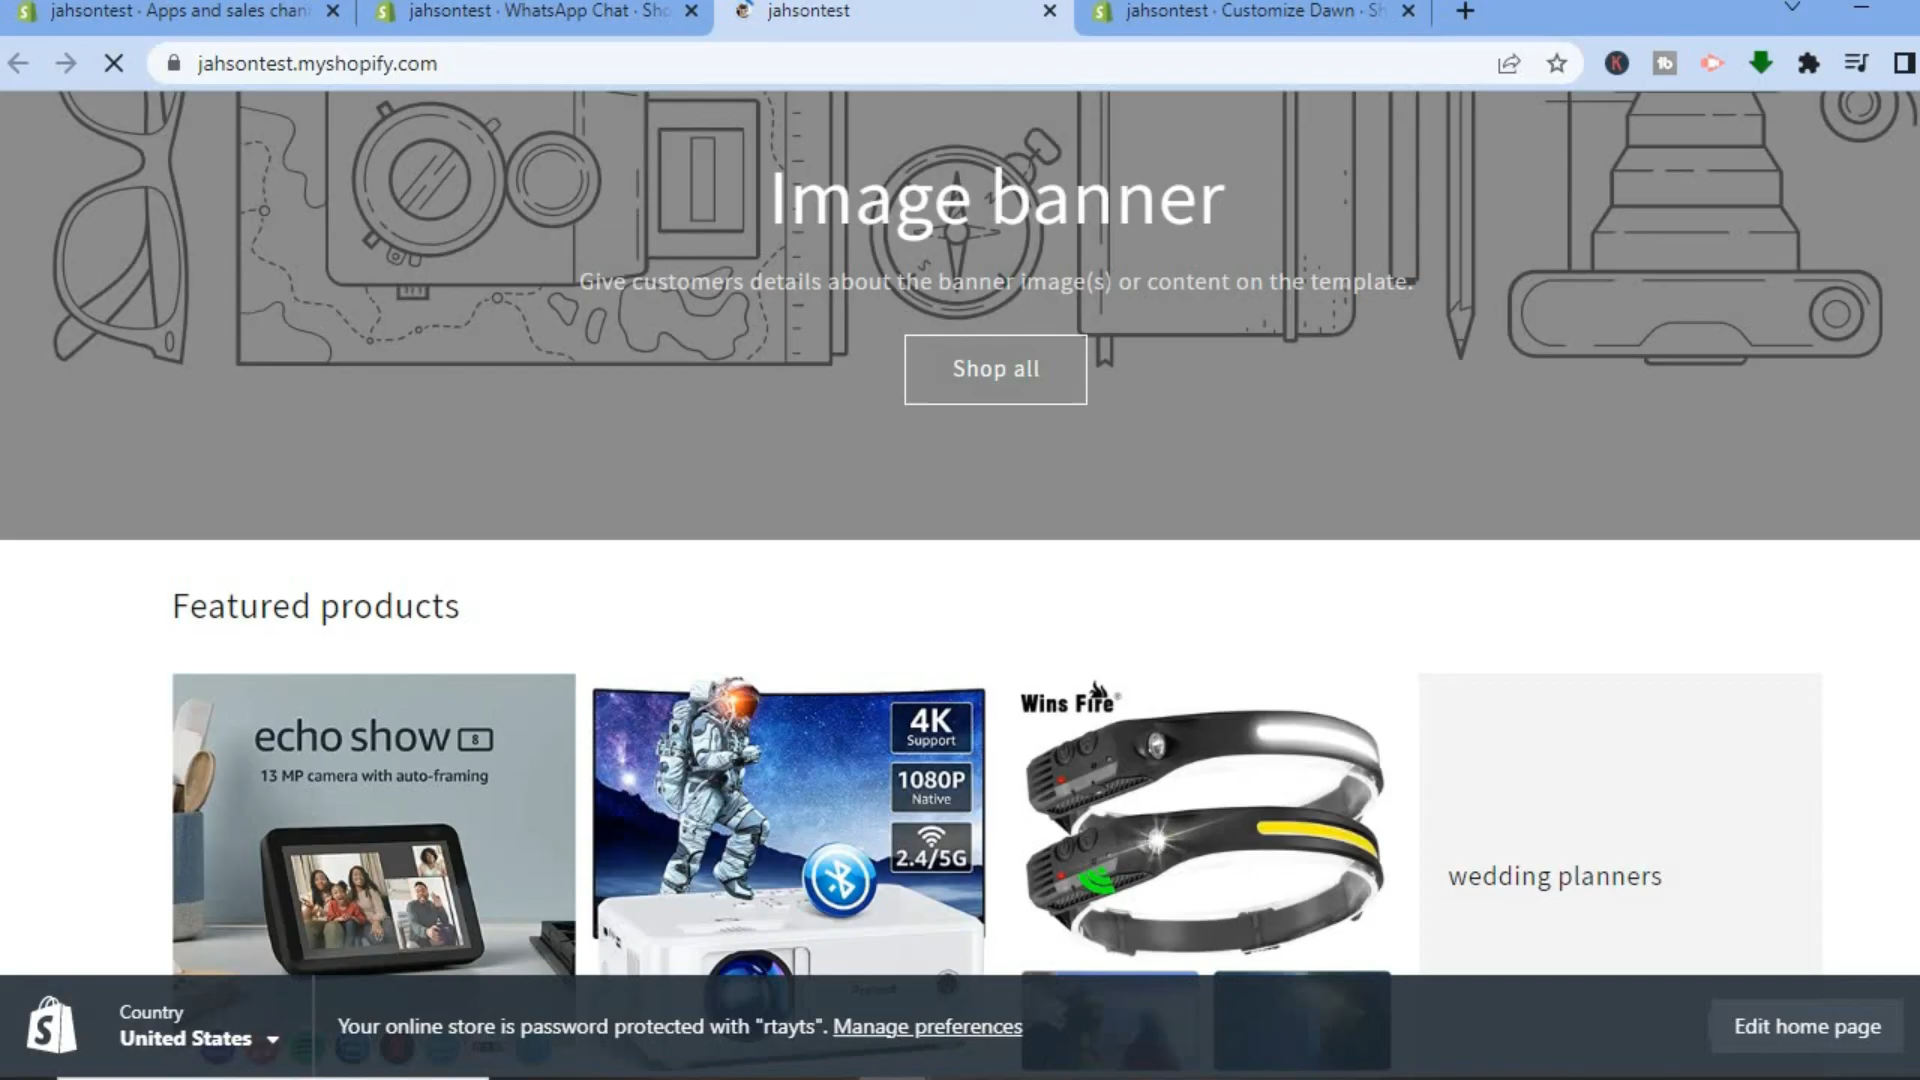 jahsontest · Apps and sales chan
jahsontest · WhatsApp Chat · Sho
jahsontest
jahsontest · Customize Dawn · Sh
jahsontest.myshopify.com
Image banner
Give customers details about the banner image(s) or content on the template.
Shop all
Featured products
echo show 8
13 MP camera with auto-framing
4K
Support
1080P
Native
2.4/5G
Wins Fire®
wedding planners
Country
United States
Your online store is password protected with "rtayts". Manage preferences
Edit home page